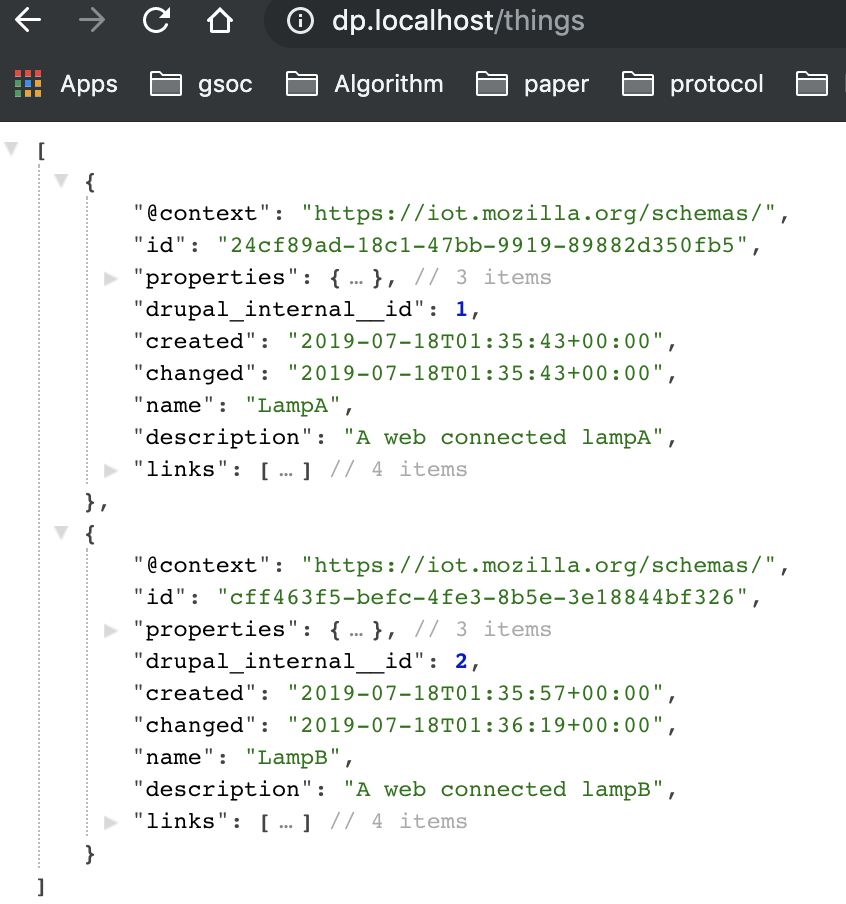 dp.localhost/things
Apps gsoc Algorithm paper protocol
[
{
"@context": "https://iot.mozilla.org/schemas/",
"id": "24cf89ad-18c1-47bb-9919-89882d350fb5",
"properties": { … }, // 3 items
"drupal_internal__id": 1,
"created": "2019-07-18T01:35:43+00:00",
"changed": "2019-07-18T01:35:43+00:00",
"name": "LampA",
"description": "A web connected lampA",
"links": [ … ] // 4 items
},
{
"@context": "https://iot.mozilla.org/schemas/",
"id": "cff463f5-befc-4fe3-8b5e-3e18844bf326",
"properties": { … }, // 3 items
"drupal_internal__id": 2,
"created": "2019-07-18T01:35:57+00:00",
"changed": "2019-07-18T01:36:19+00:00",
"name": "LampB",
"description": "A web connected lampB",
"links": [ … ] // 4 items
}
]